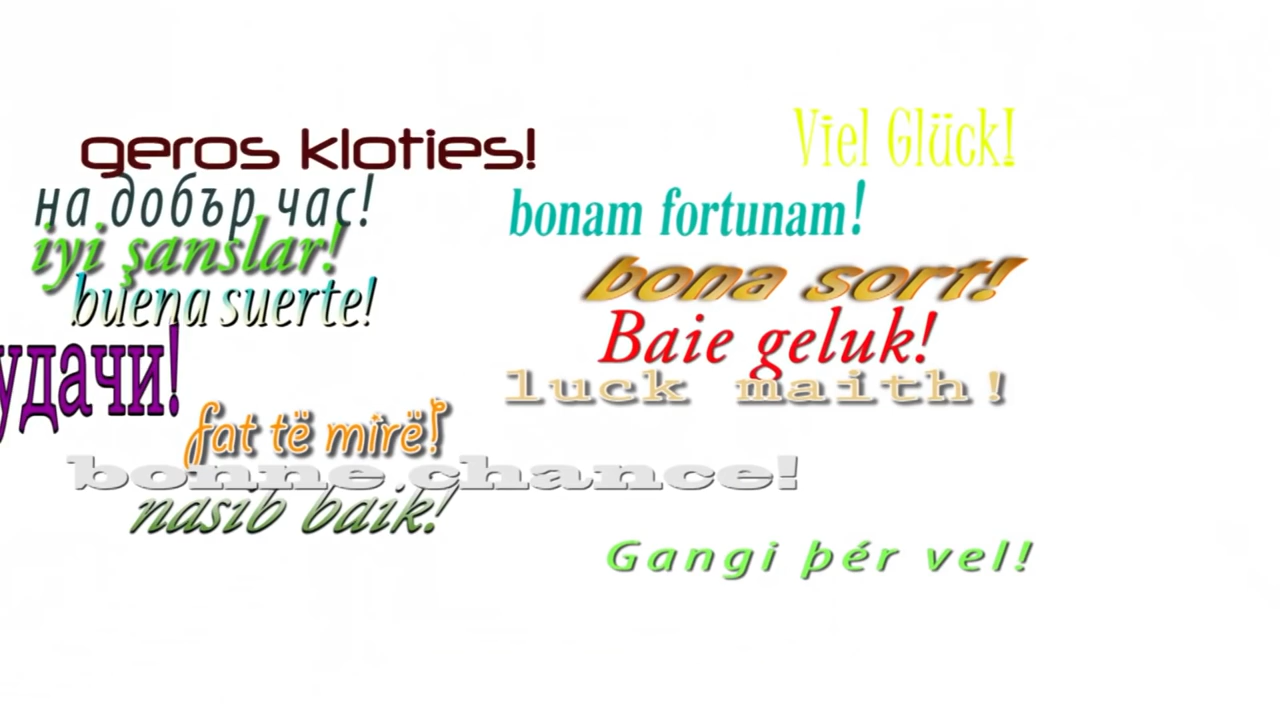 Viel Glück!
geros kloties!
на добър час!
bonam fortunam!
iyi şanslar!
bona sort!
buena suerte!
Baie geluk!
удачи!
luck maith!
fat të mirë!
bonne chance!
nasib baik!
Gangi þér vel!